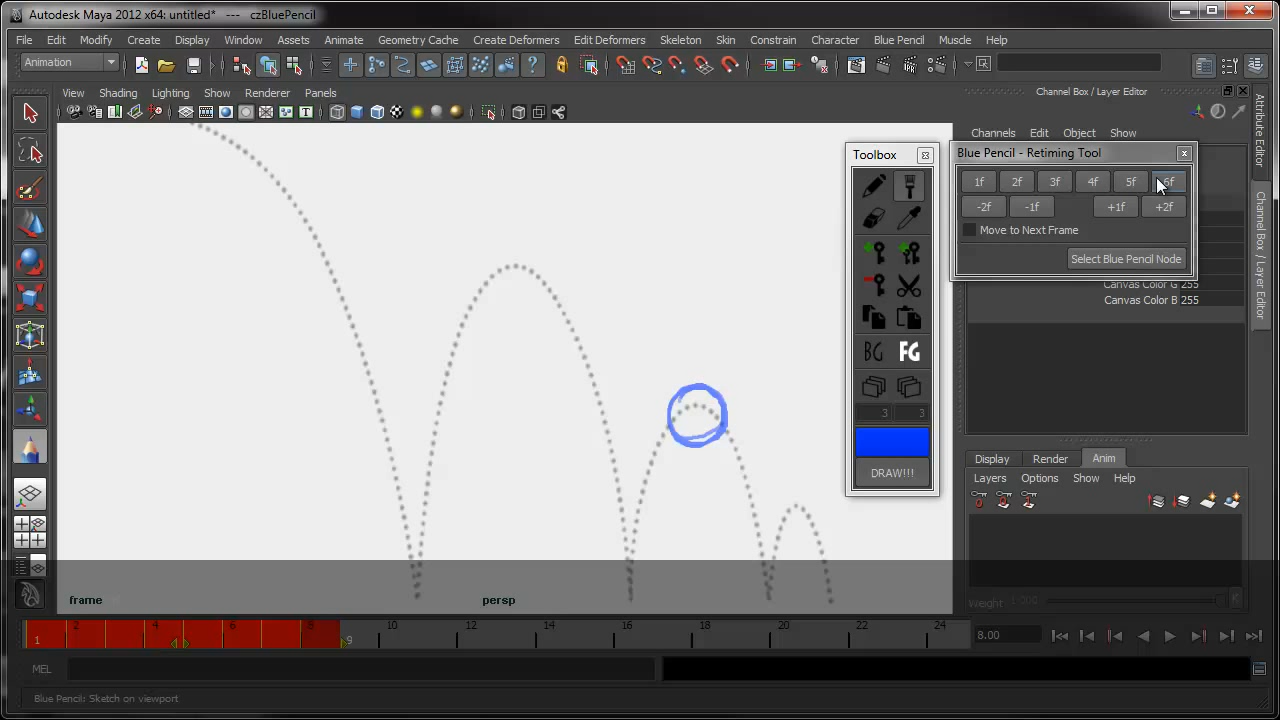 Autodesk Maya 2012 x64: untitled* --- czBluePencil
File Edit Modify Create Display Window Assets Animate Geometry Cache Create Deformers Edit Deformers Skeleton Skin Constrain Character Blue Pencil Muscle Help
Animation
View Shading Lighting Show Renderer Panels
Channel Box / Layer Editor
Channels Edit Object Show
Attribute Editor
Channel Box / Layer Editor
Toolbox
BG FG
3 3
DRAW!!!
Blue Pencil - Retiming Tool
1f 2f 3f 4f 5f 6f
-2f -1f +1f +2f
Move to Next Frame
Select Blue Pencil Node
Canvas Color G 255
Canvas Color B 255
Display Render Anim
Layers Options Show Help
Weight: 1.000
frame persp
1 2 4 6 8 9 10 12 14 16 18 20 22 24
8.00
MEL
Blue Pencil: Sketch on viewport